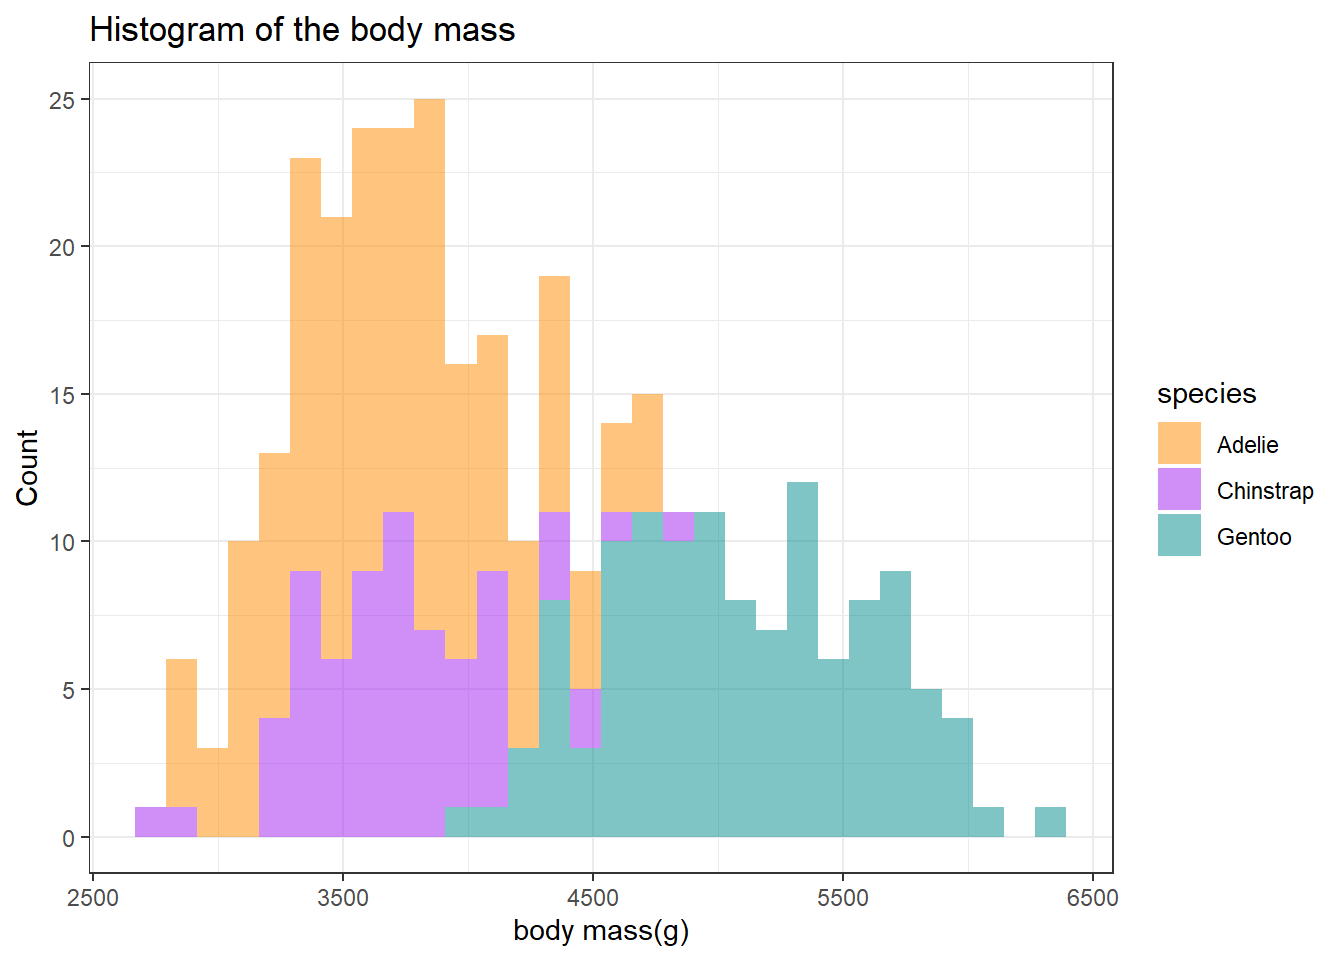 Histogram of the body mass
25
20
15
10
5
0
Count
2500 3500 4500 5500 6500
body mass(g)
species
Adelie
Chinstrap
Gentoo